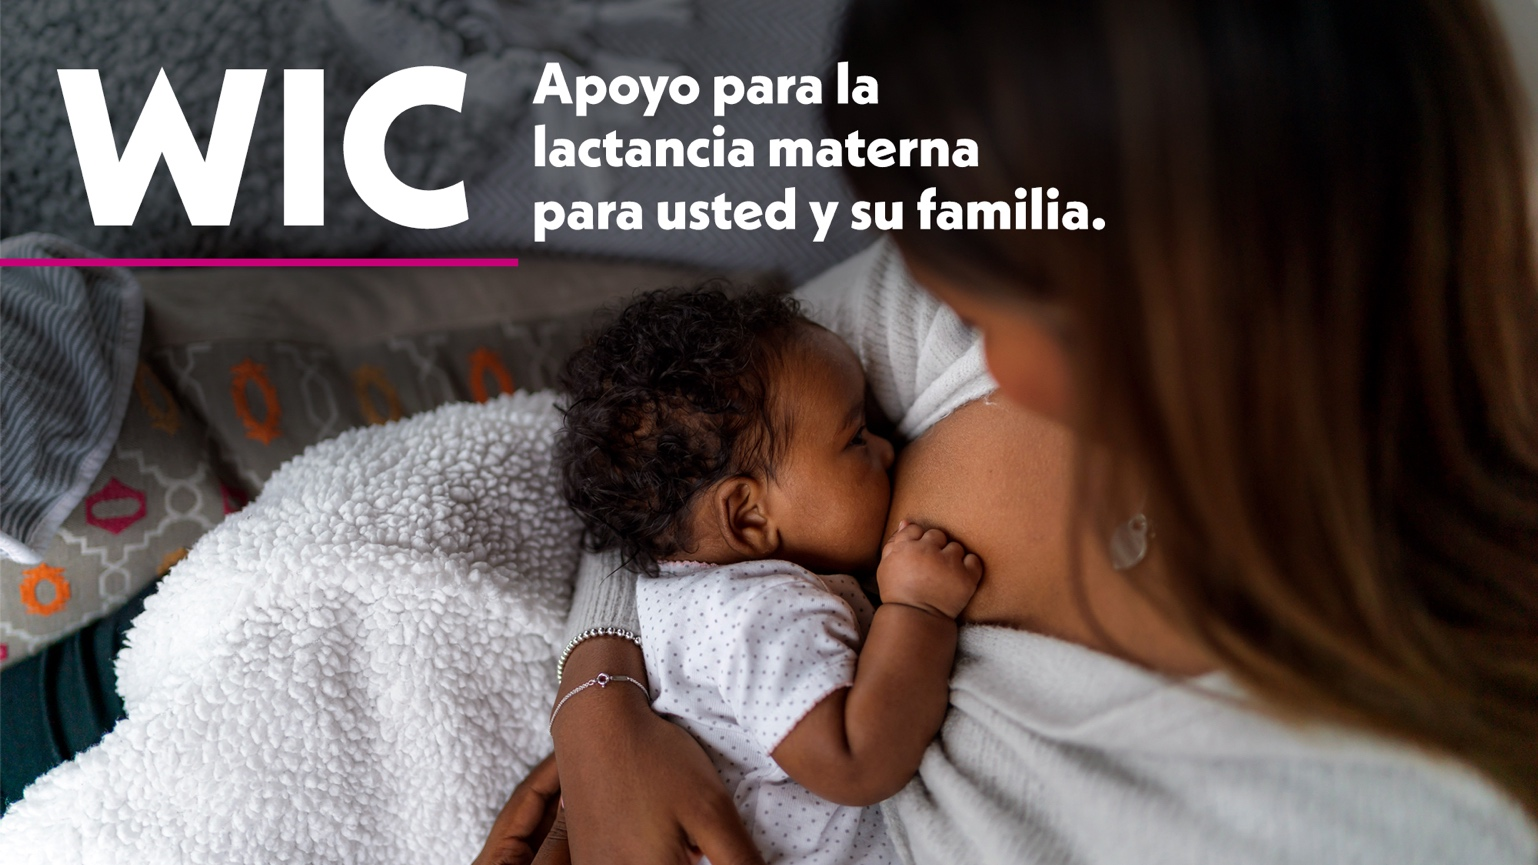 WIC
Apoyo para la
lactancia materna
para usted y su familia.